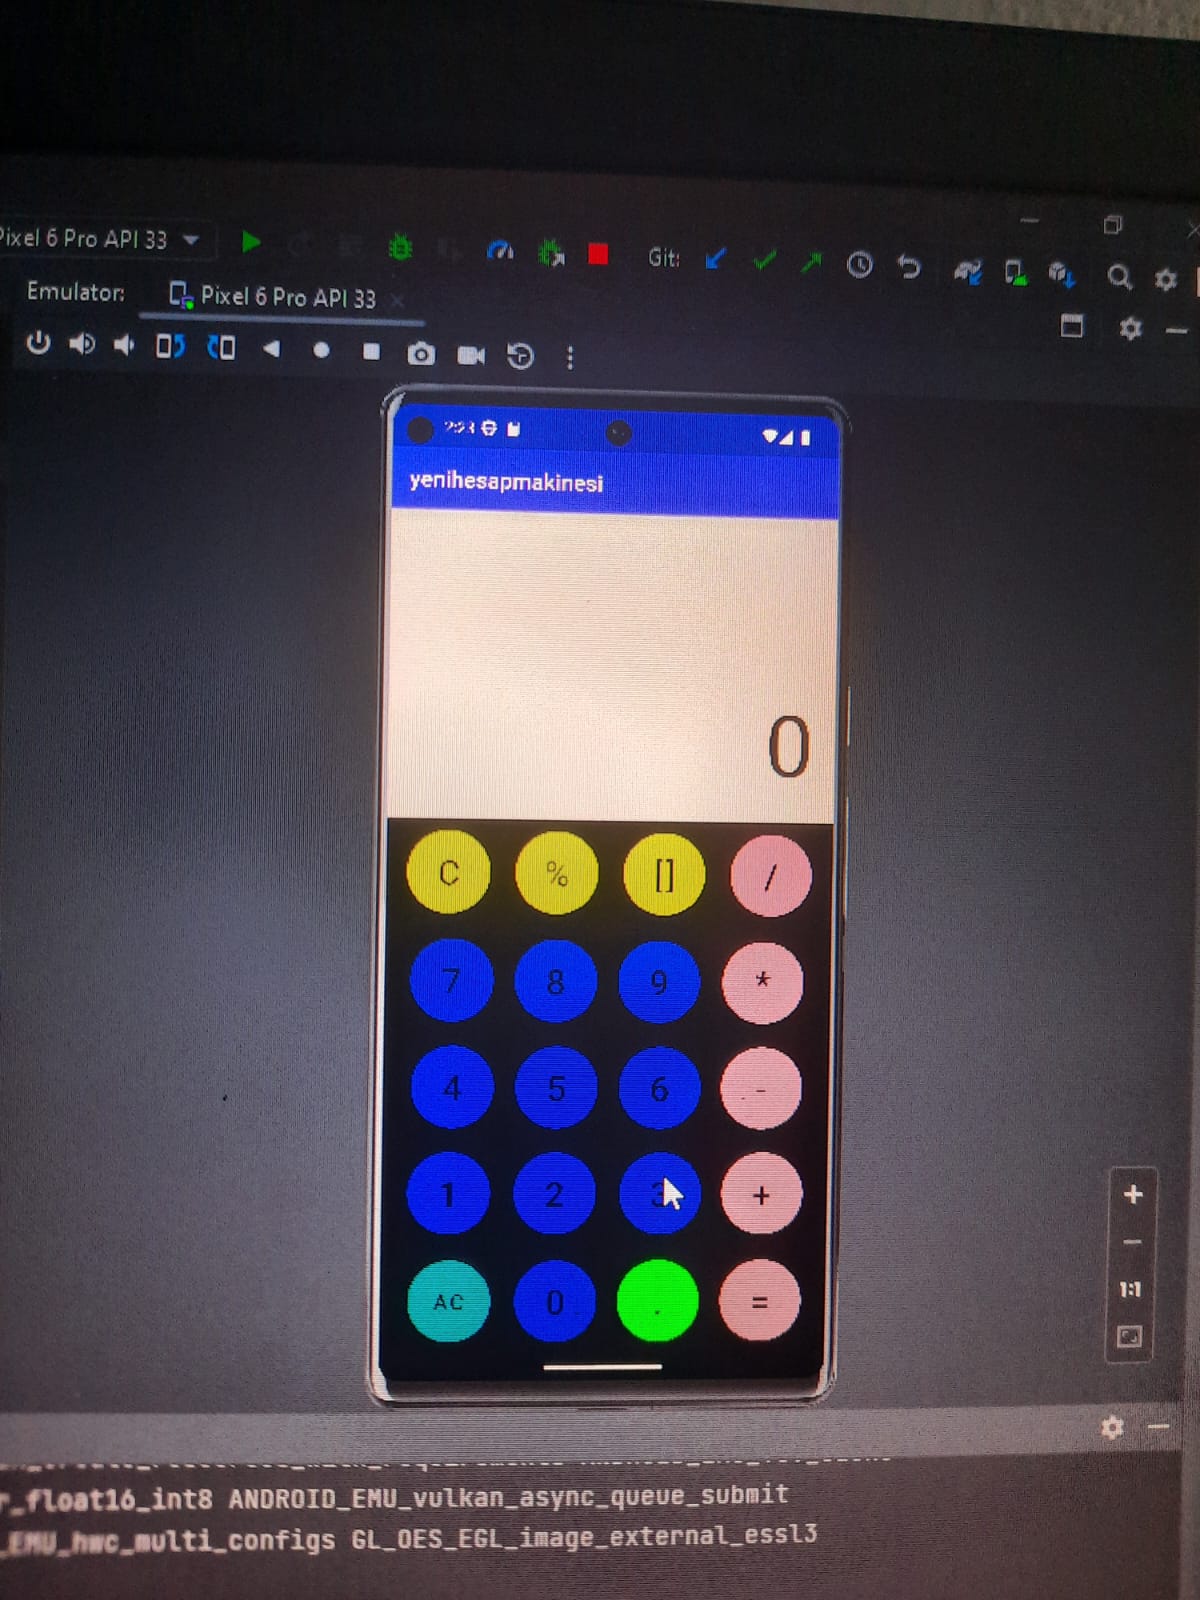 Pixel 6 Pro API 33
Git:
Emulator:
Pixel 6 Pro API 33
yenihesapmakinesi
0
C % [] /
7 8 9 *
4 5 6 -
1 2 3 +
AC 0 . =
+
-
1:1
_float16_int8 ANDROID_EMU_vulkan_async_queue_submit
_EMU_hwc_multi_configs GL_OES_EGL_image_external_essl3